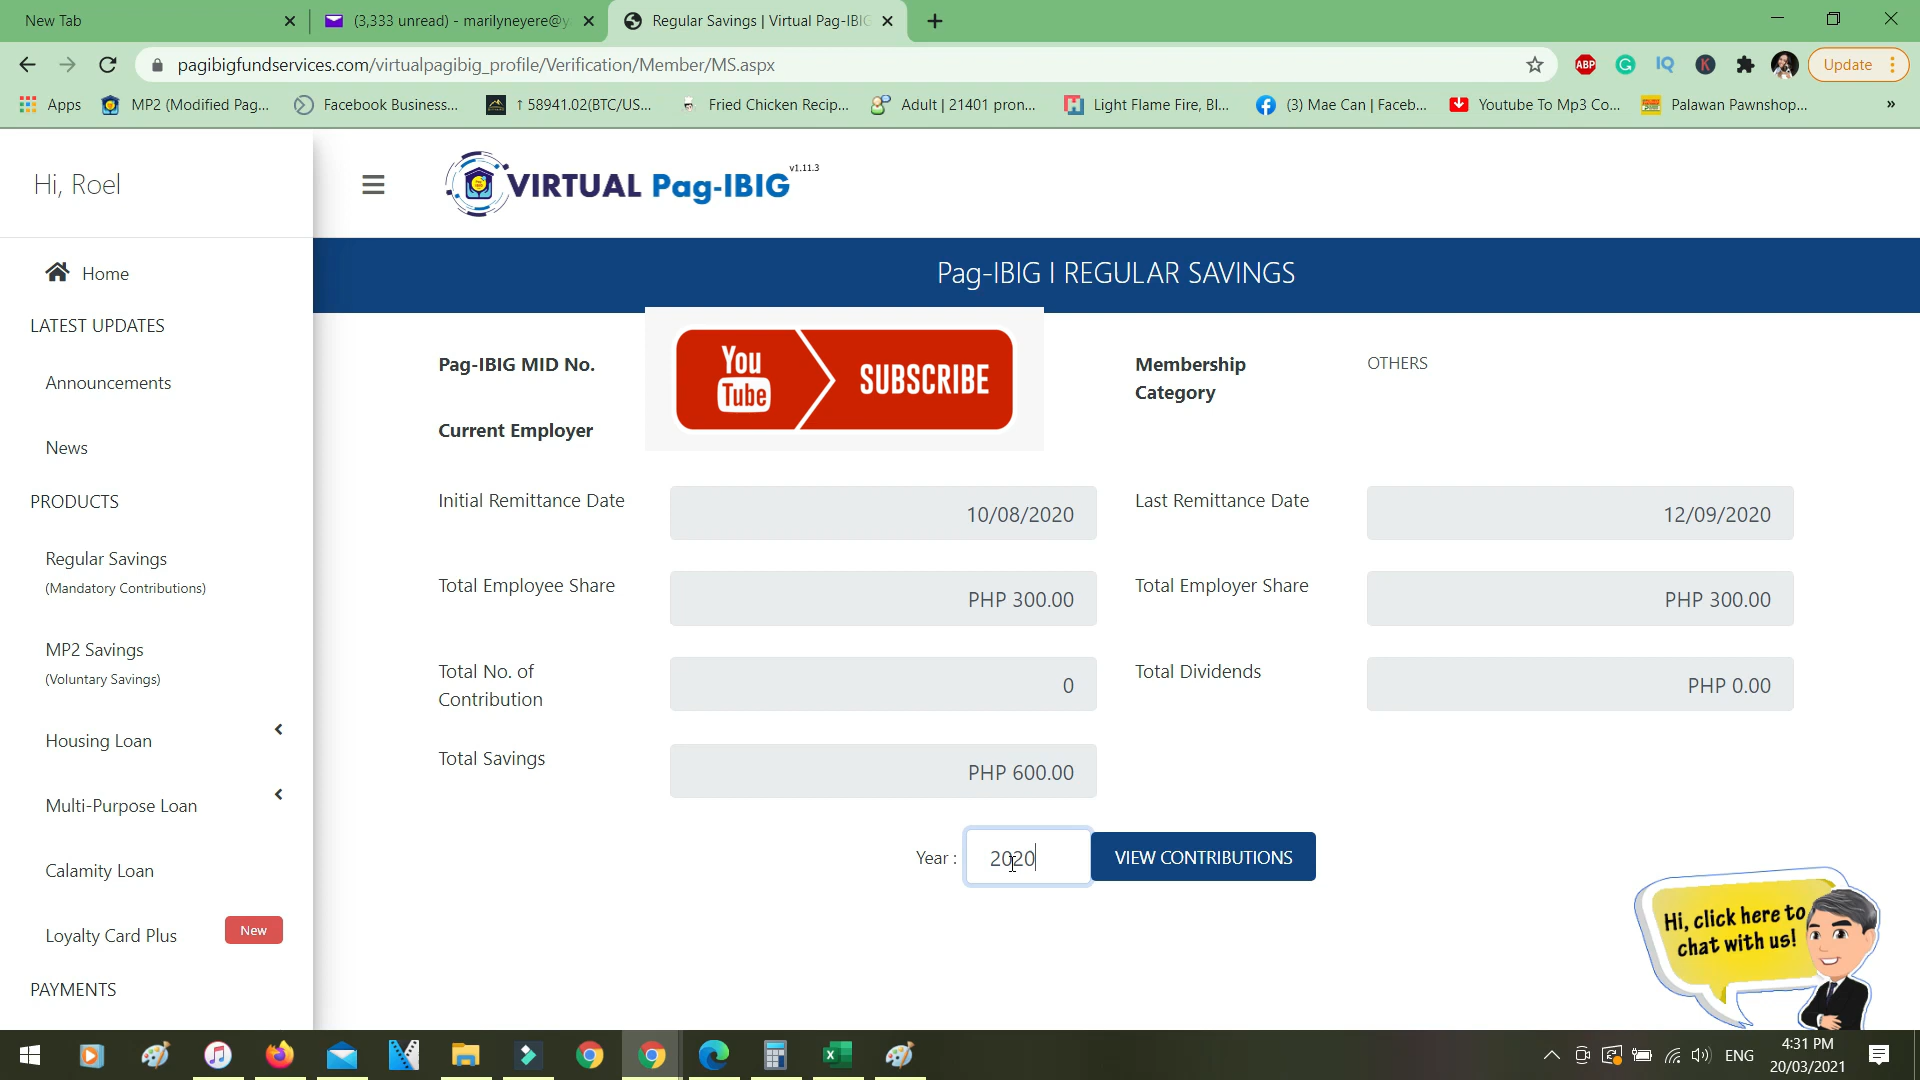 New Tab
(3,333 unread) - marilyneyere@y
Regular Savings | Virtual Pag-IBIG
pagibigfundservices.com/virtualpagibig_profile/Verification/Member/MS.aspx
ABP
IQ
K
Update
Apps
MP2 (Modified Pag...
Facebook Business...
↑ 58941.02(BTC/US...
Fried Chicken Recip...
Adult | 21401 pron...
Light Flame Fire, Bl...
(3) Mae Can | Faceb...
Youtube To Mp3 Co...
Palawan Pawnshop...
»
Hi, Roel
VIRTUAL Pag-IBIG
v1.11.3
Home
LATEST UPDATES
Announcements
News
PRODUCTS
Regular Savings
(Mandatory Contributions)
MP2 Savings
(Voluntary Savings)
Housing Loan
Multi-Purpose Loan
Calamity Loan
Loyalty Card Plus
New
PAYMENTS
Pag-IBIG I REGULAR SAVINGS
Pag-IBIG MID No.
You
Tube
SUBSCRIBE
Membership
Category
OTHERS
Current Employer
Initial Remittance Date
10/08/2020
Last Remittance Date
12/09/2020
Total Employee Share
PHP 300.00
Total Employer Share
PHP 300.00
Total No. of
Contribution
0
Total Dividends
PHP 0.00
Total Savings
PHP 600.00
Year :
2020
VIEW CONTRIBUTIONS
Hi, click here to
chat with us!
ENG
4:31 PM
20/03/2021